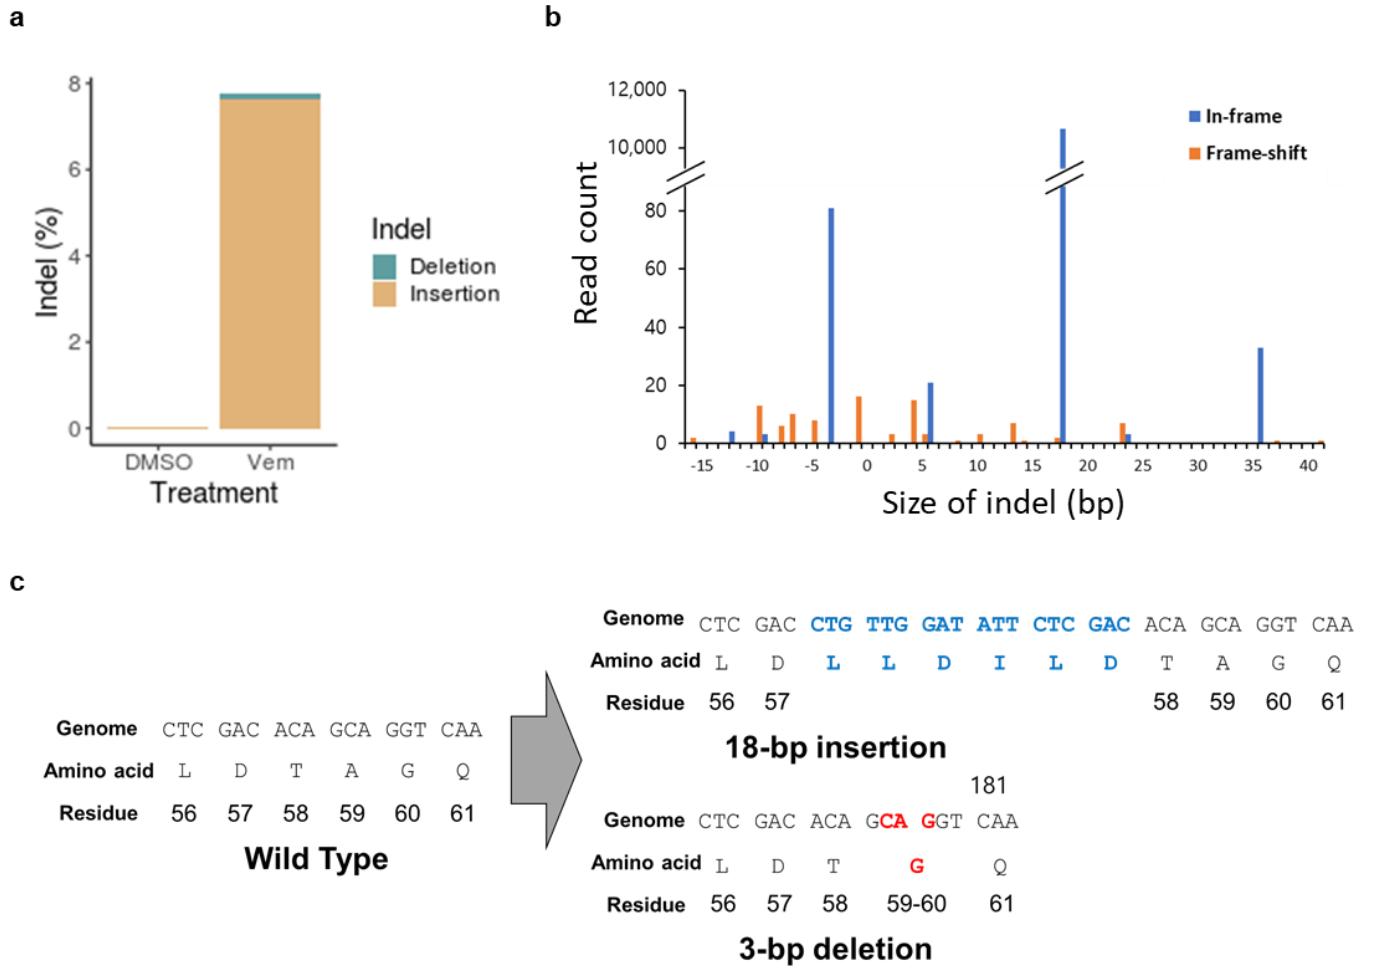 a
b
8
6
4
2
0
Indel (%)
DMSO Vem
Treatment
Indel
Deletion
Insertion
12,000
10,000
80
60
40
20
0
Read count
In-frame
Frame-shift
-15 -10 -5 0 5 10 15 20 25 30 35 40
Size of indel (bp)
c
Genome CTC GAC ACA GCA GGT CAA
Amino acid L D T A G Q
Residue 56 57 58 59 60 61
Wild Type
Genome CTC GAC CTG TTG GAT ATT CTC GAC ACA GCA GGT CAA
Amino acid L D L L D I L D T A G Q
Residue 56 57 58 59 60 61
18-bp insertion
181
Genome CTC GAC ACA GCA GGT CAA
Amino acid L D T G Q
Residue 56 57 58 59-60 61
3-bp deletion